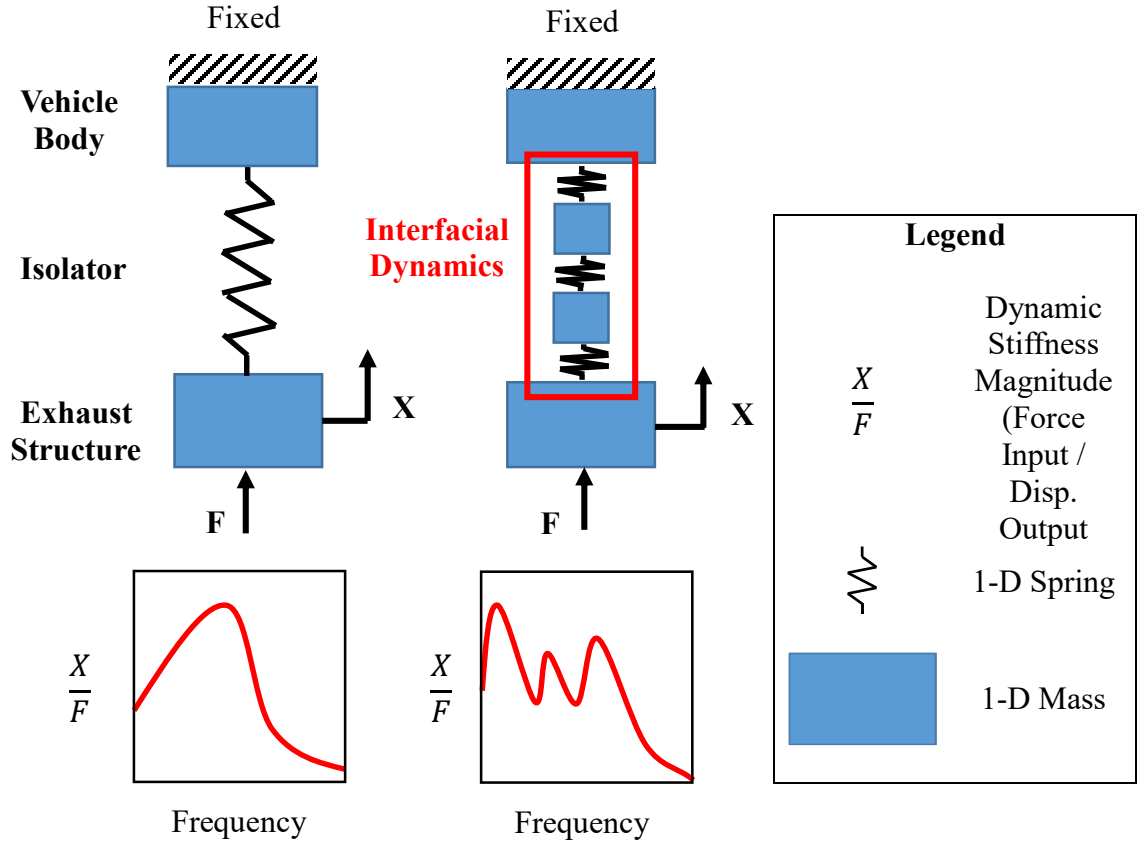 Fixed
Fixed
Vehicle
Body
Isolator
Exhaust
Structure
Interfacial
Dynamics
X
X
F
F
X
F
Frequency
X
F
Frequency
Legend
X
F
Dynamic
Stiffness
Magnitude
(Force
Input /
Disp.
Output
1-D Spring
1-D Mass